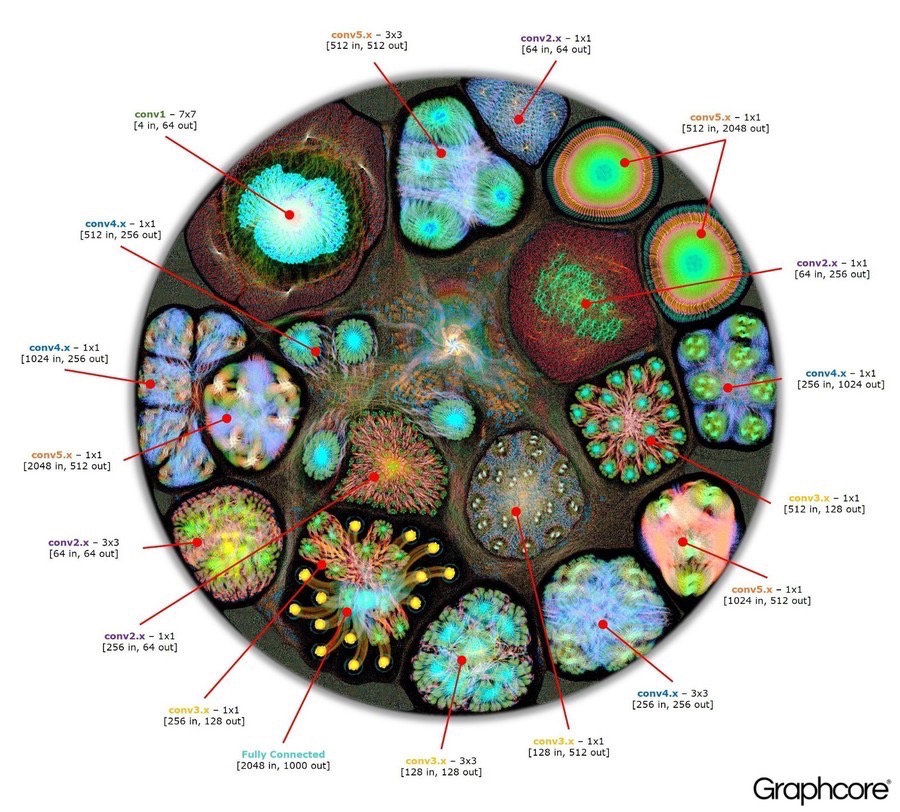 conv5.x – 3x3
[512 in, 512 out]
conv2.x – 1x1
[64 in, 64 out]
conv1 – 7x7
[4 in, 64 out]
conv5.x – 1x1
[512 in, 2048 out]
conv4.x – 1x1
[512 in, 256 out]
conv2.x – 1x1
[64 in, 256 out]
conv4.x – 1x1
[1024 in, 256 out]
conv4.x – 1x1
[256 in, 1024 out]
conv5.x – 1x1
[2048 in, 512 out]
conv3.x – 1x1
[512 in, 128 out]
conv2.x – 3x3
[64 in, 64 out]
conv5.x – 1x1
[1024 in, 512 out]
conv2.x – 1x1
[256 in, 64 out]
conv4.x – 3x3
[256 in, 256 out]
conv3.x – 1x1
[256 in, 128 out]
conv3.x – 1x1
[128 in, 512 out]
Fully Connected
[2048 in, 1000 out]
conv3.x – 3x3
[128 in, 128 out]
Graphcore®